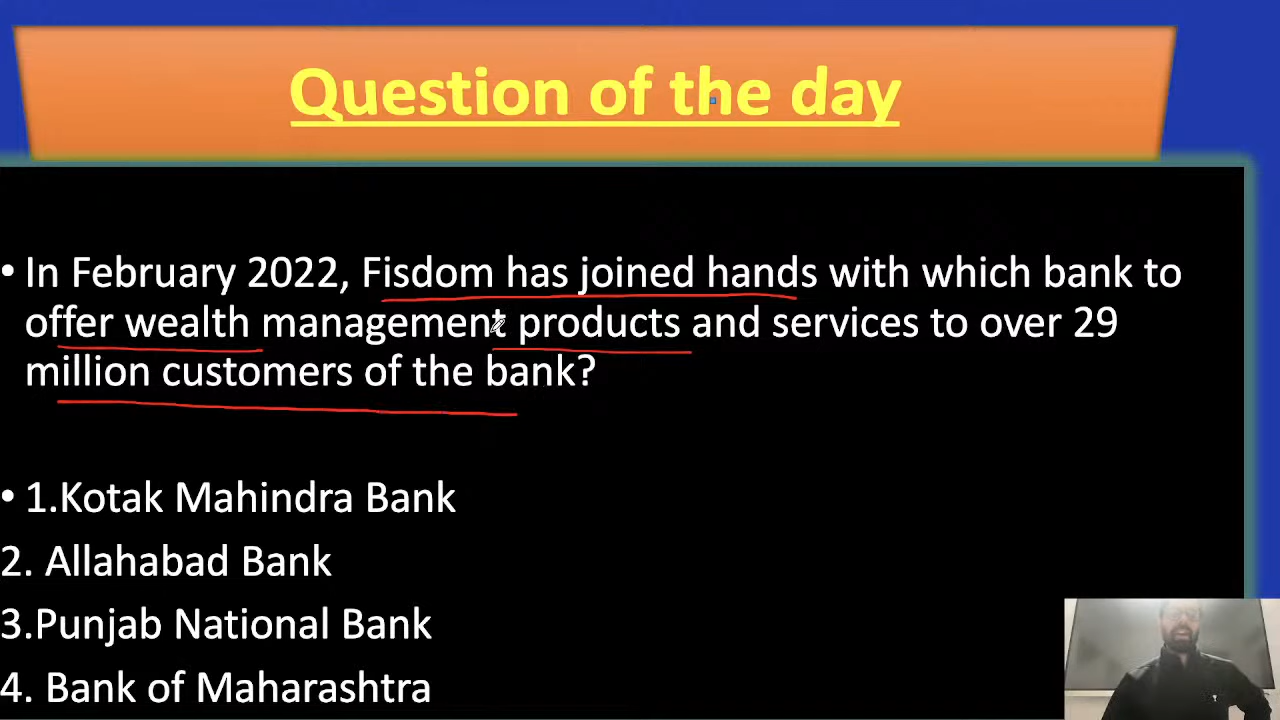 Question of the day
• In February 2022, Fisdom has joined hands with which bank to
offer wealth management products and services to over 29
million customers of the bank?
• 1.Kotak Mahindra Bank
2. Allahabad Bank
3.Punjab National Bank
4. Bank of Maharashtra